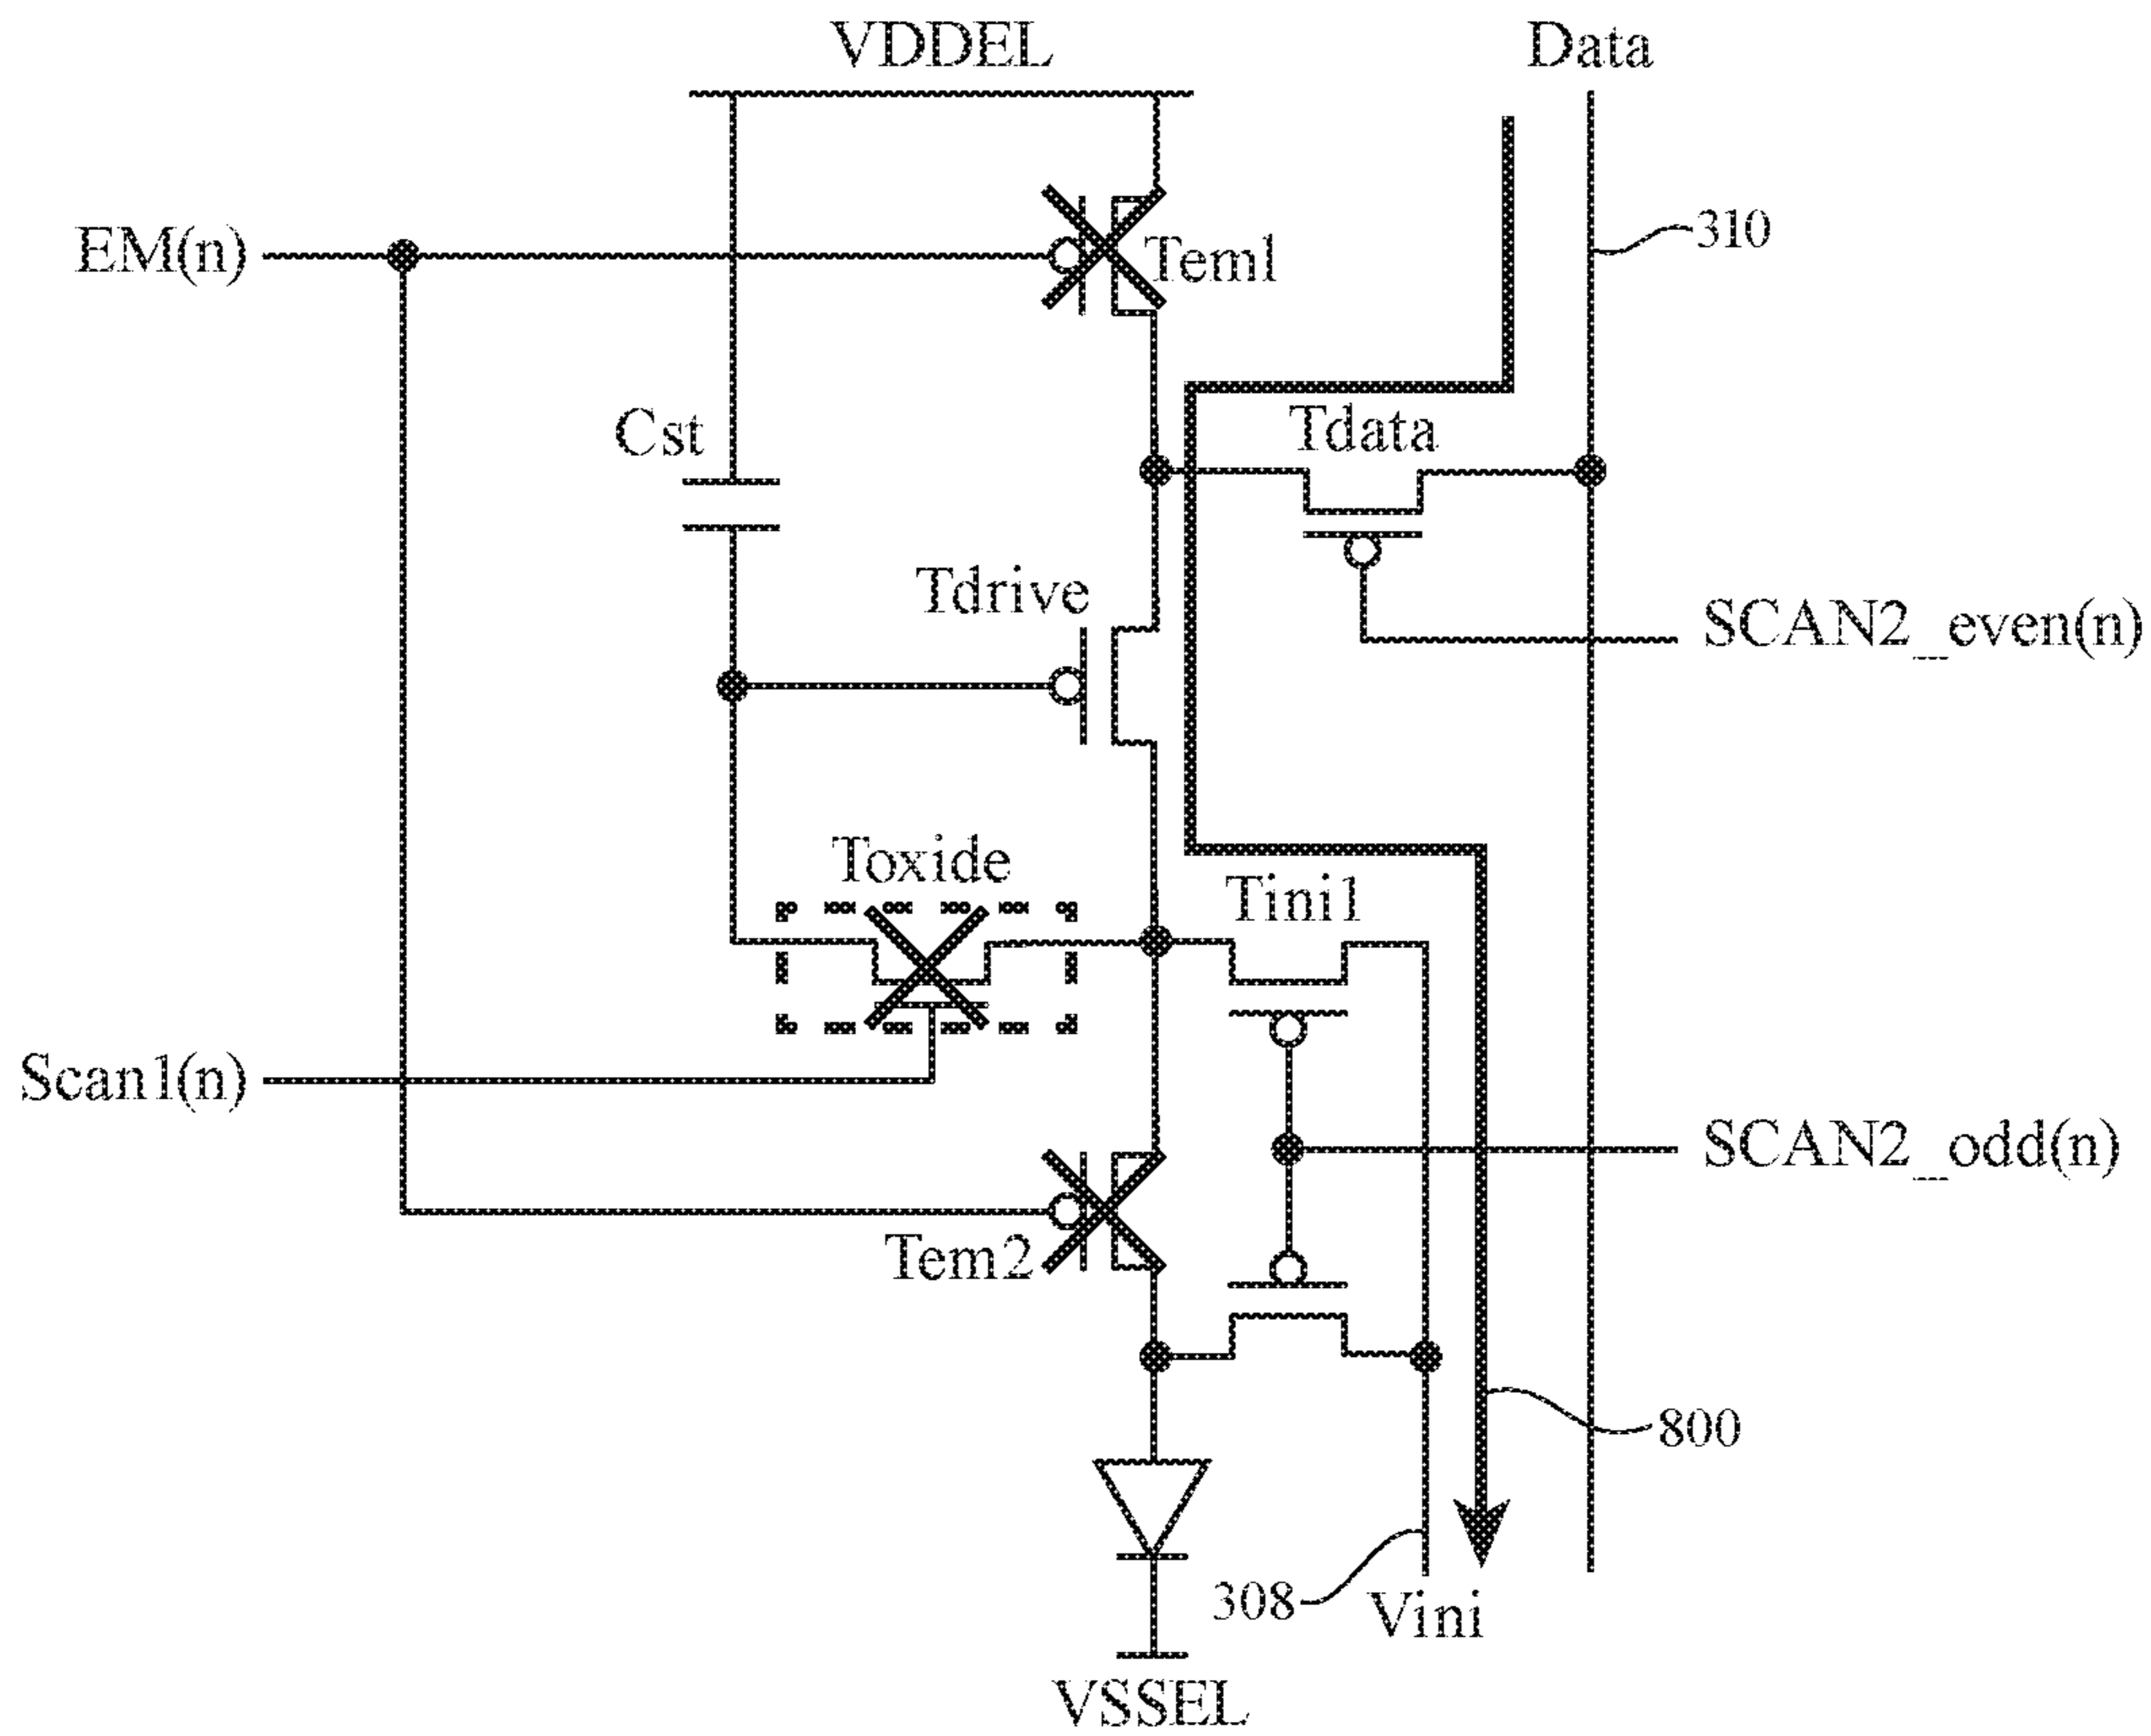 VDDEL
Data
310
EM(n)
Tem1
Cst
Tdata
Tdrive
SCAN2_even(n)
Toxide
Tini1
Scan1(n)
SCAN2_odd(n)
Tem2
800
308
Vini
VSSEL